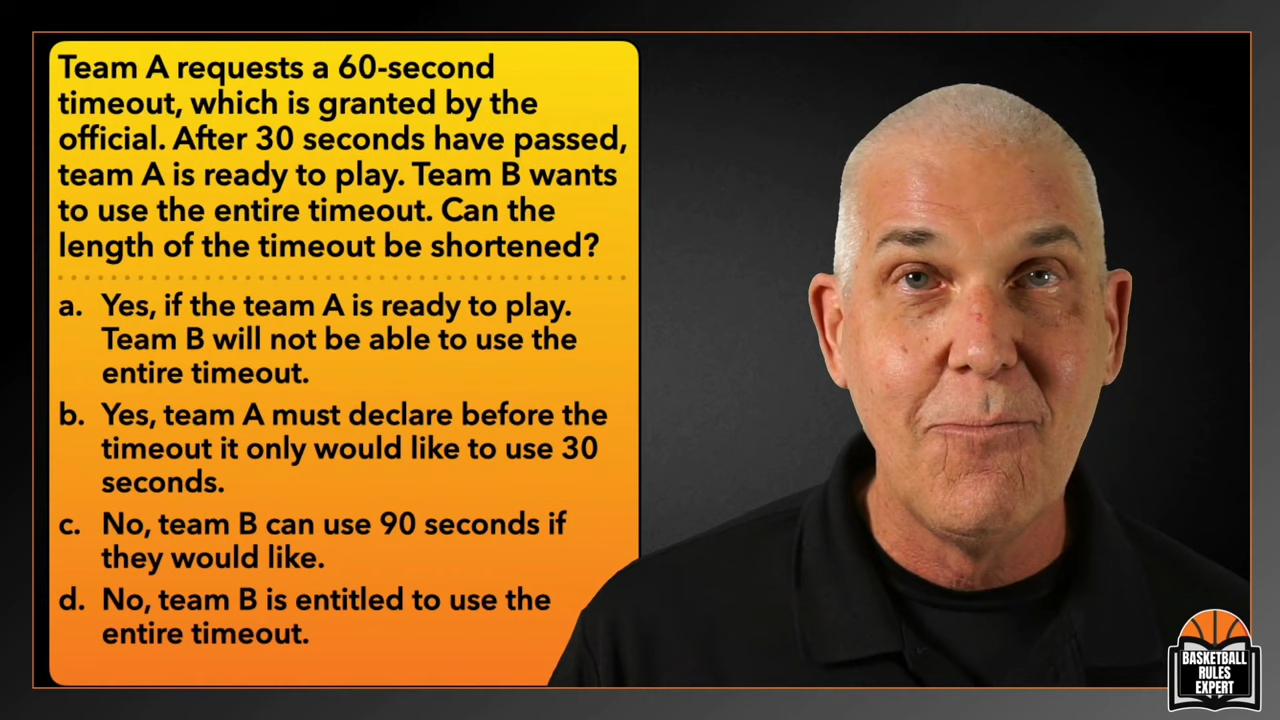 Team A requests a 60-second
timeout, which is granted by the
official. After 30 seconds have passed,
team A is ready to play. Team B wants
to use the entire timeout. Can the
length of the timeout be shortened?
a. Yes, if the team A is ready to play.
Team B will not be able to use the
entire timeout.
b. Yes, team A must declare before the
timeout it only would like to use 30
seconds.
c. No, team B can use 90 seconds if
they would like.
d. No, team B is entitled to use the
entire timeout.
BASKETBALL
RULES
EXPERT